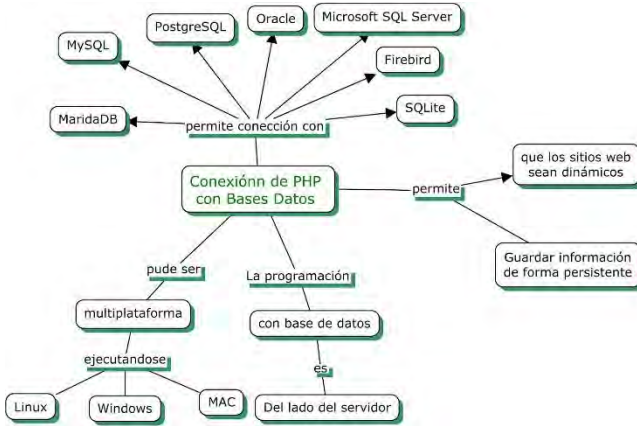 Microsoft SQL Server
Oracle
PostgreSQL
MySQL
Firebird
MaridaDB
SQLite
permite conección con
que los sitios web
sean dinámicos
Conexiónn de PHP
con Bases Datos
permite
Guardar información
de forma persistente
pude ser
La programación
multiplataforma
con base de datos
ejecutandose
es
Linux
Windows
MAC
Del lado del servidor